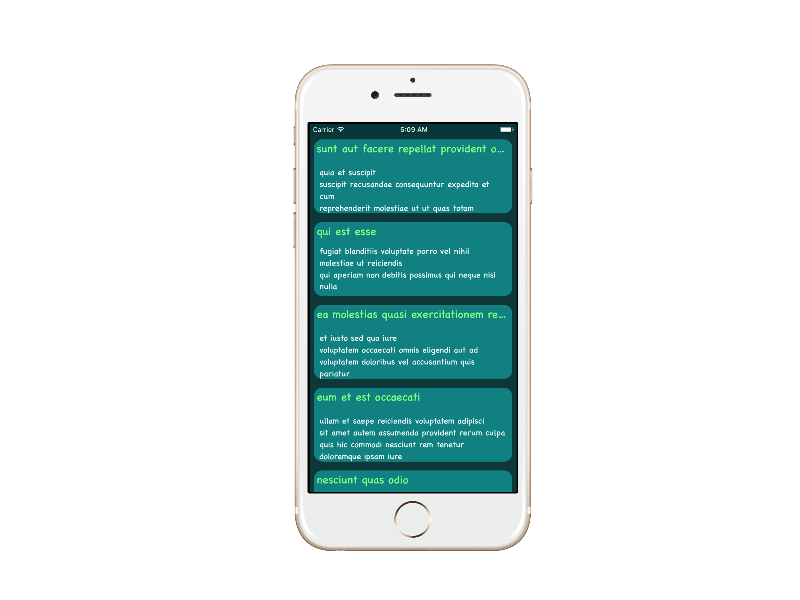 Carrier 5:09 AM
sunt aut facere repellat provident o...
quia et suscipit
suscipit recusandae consequuntur expedita et
cum
reprehenderit molestiae ut ut quas totam
qui est esse
fugiat blanditiis voluptate porro vel nihil
molestiae ut reiciendis
qui aperiam non debitis possimus qui neque nisi
nulla
ea molestias quasi exercitationem re...
et iusto sed quo iure
voluptatem occaecati omnis eligendi aut ad
voluptatem doloribus vel accusantium quis
pariatur
eum et est occaecati
ullam et saepe reiciendis voluptatem adipisci
sit amet autem assumenda provident rerum culpa
quis hic commodi nesciunt rem tenetur
doloremque ipsam iure
nesciunt quas odio